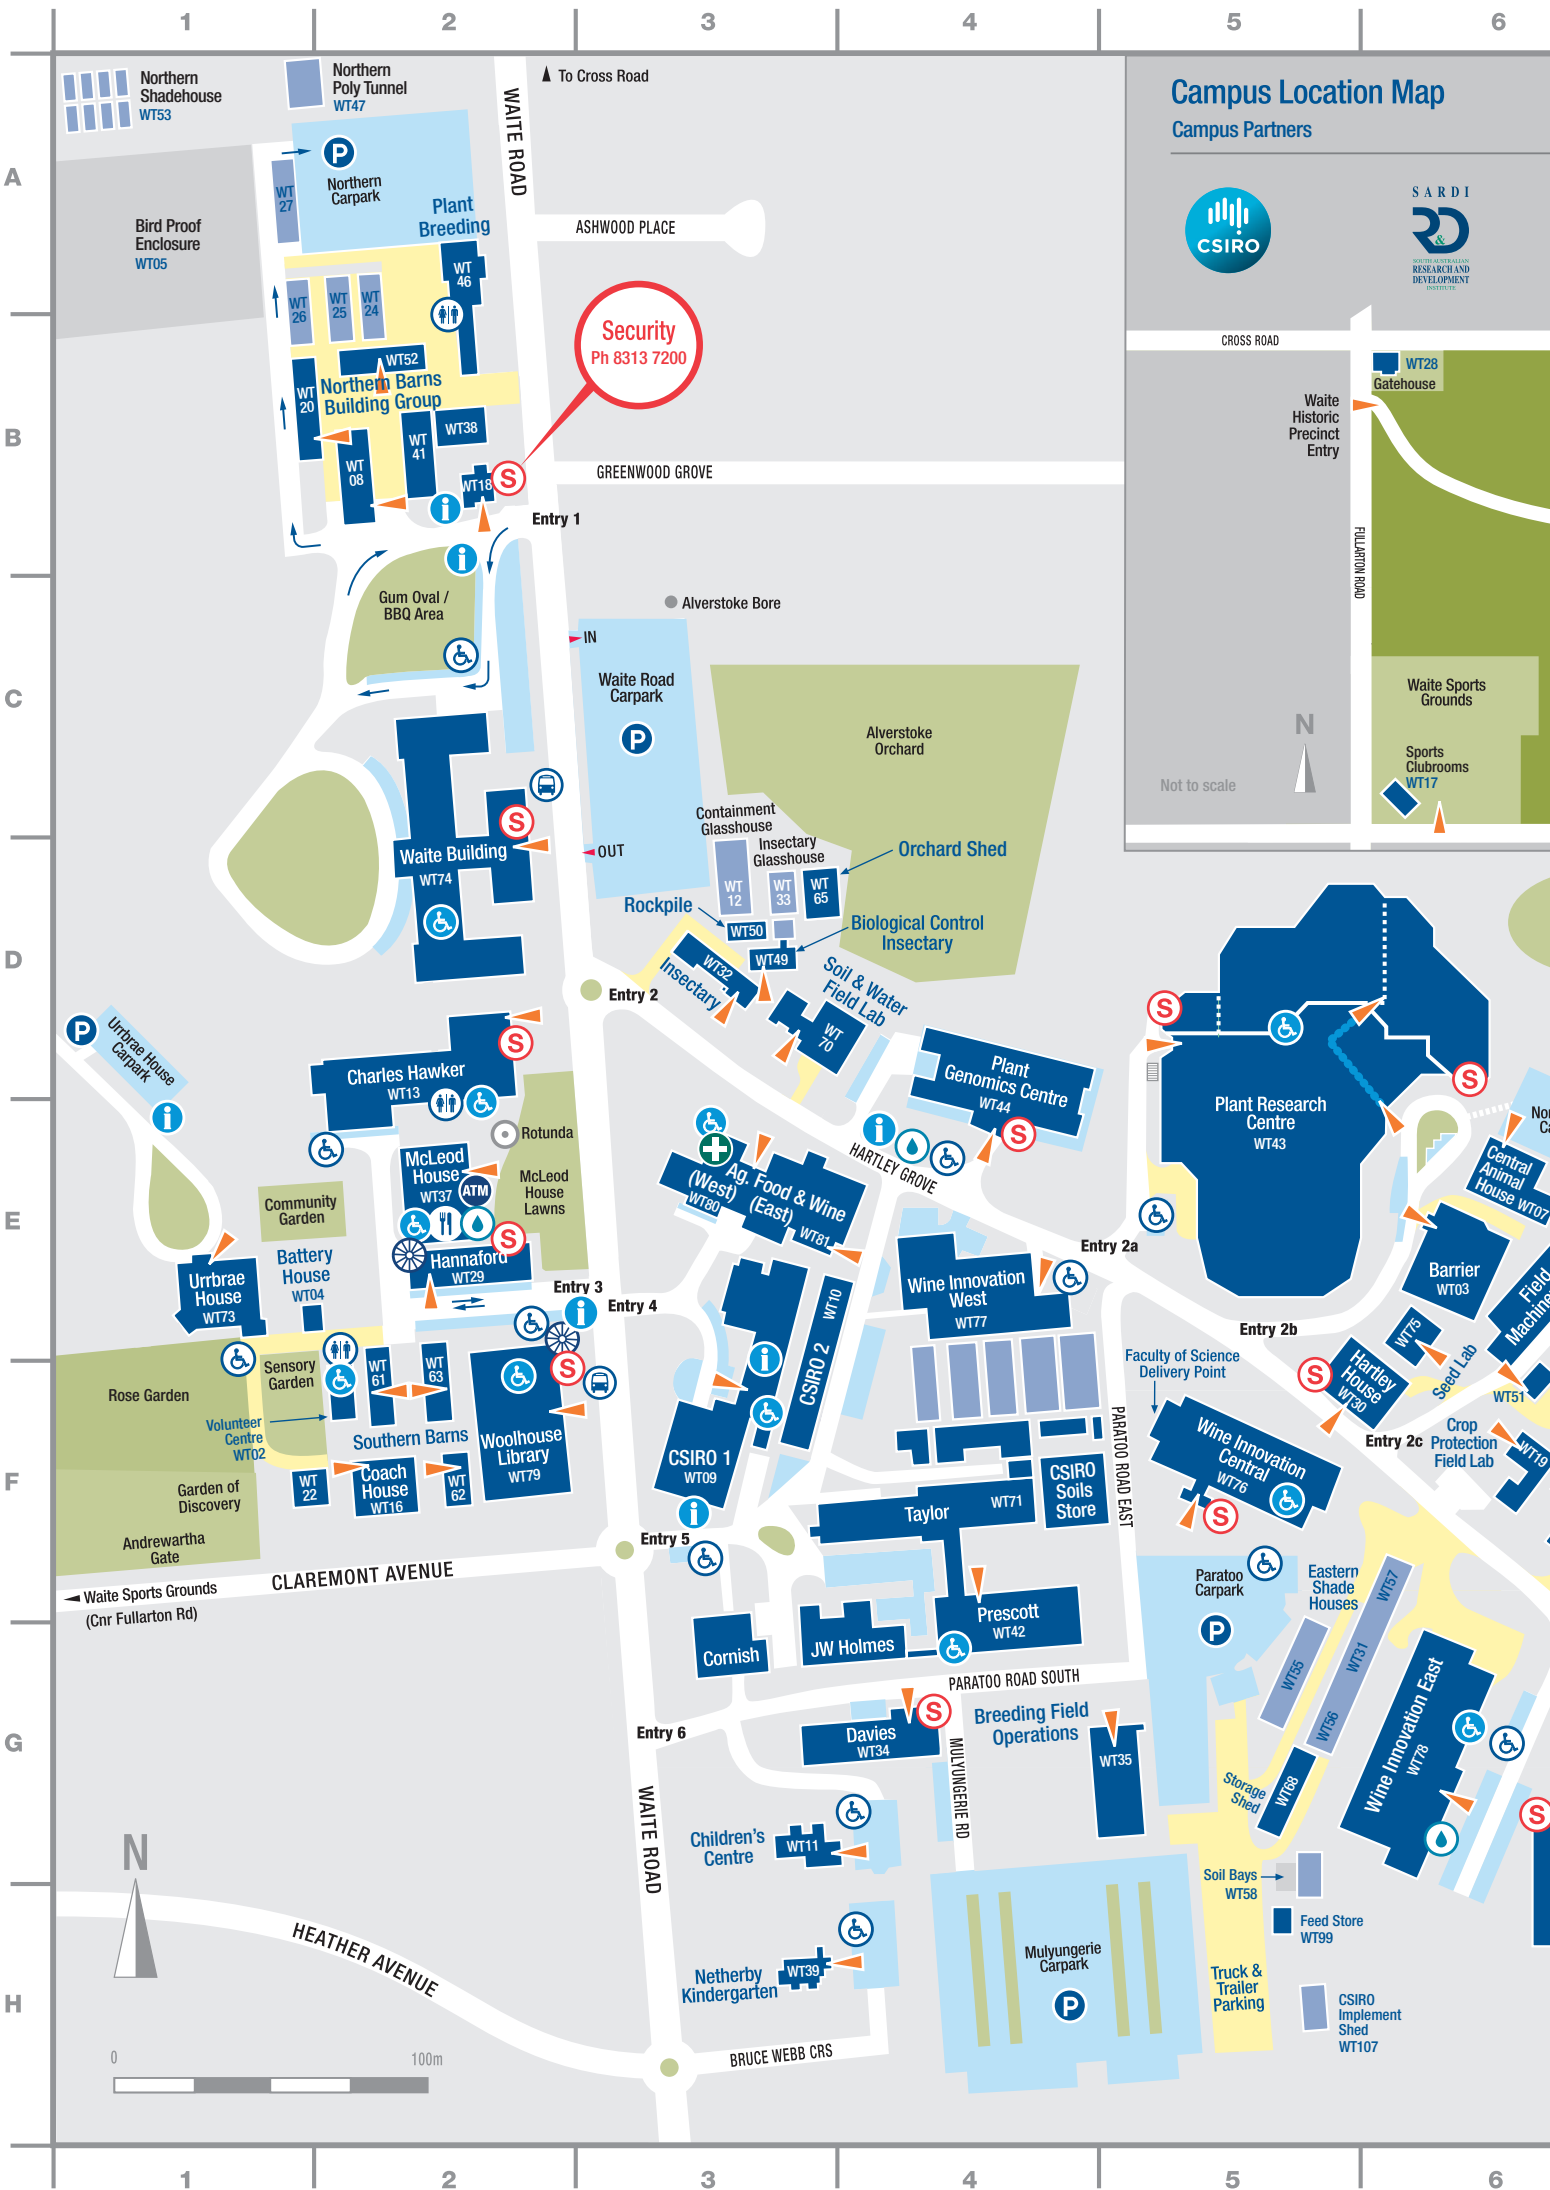 1
2
3
4
5
6
Northern
Shadehouse
WT53
Northern
Poly Tunnel
WT47
To Cross Road
WAITE ROAD
Campus Location Map
Campus Partners
A
P
Northern
Carpark
WT
27
Bird Proof
Enclosure
WT05
Plant
Breeding
ASHWOOD PLACE
CSIRO
SARDI
R&D
SOUTH AUSTRALIAN
RESEARCH AND
DEVELOPMENT
INSTITUTE
WT
46
WT
26
WT
25
WT
24
Security
Ph 8313 7200
CROSS ROAD
WT28
Gatehouse
Waite
Historic
Precinct
Entry
WT52
Northern Barns
Building Group
WT
20
B
WT
41
WT38
WT
08
WT18
S
GREENWOOD GROVE
Entry 1
i
i
FULLARTON ROAD
Gum Oval /
BBQ Area
Alverstoke Bore
IN
C
Waite Road
Carpark
P
Alverstoke
Orchard
Waite Sports
Grounds
N
Sports
Clubrooms
WT17
Not to scale
S
Containment
Glasshouse
Insectary
Glasshouse
OUT
Orchard Shed
Waite Building
WT74
WT
12
WT
33
WT
65
Rockpile
WT50
Biological Control
Insectary
D
WT49
WT32
Insectary
Soil & Water
Field Lab
WT
70
Entry 2
P
Urrbrae House
Carpark
S
S
Charles Hawker
WT13
Plant
Genomics Centre
WT44
S
Plant Research
Centre
WT43
S
i
Rotunda
i
HARTLEY GROVE
McLeod
House
WT37
ATM
McLeod
House
Lawns
Ag. Food & Wine
(West)
WT80
(East)
WT81
Central
Animal
House WT07
E
Community
Garden
S
Hannaford
WT29
Battery
House
WT04
Urrbrae
House
WT73
Entry 2a
Barrier
WT03
Field
Entry 3
i
Entry 4
Wine Innovation
West
WT77
WT10
CSIRO 2
Entry 2b
WT75
Seed Lab
Sensory
Garden
Rose Garden
WT
61
WT
63
S
i
Faculty of Science
Delivery Point
S
Hartley
House
WT30
WT51
Volunteer
Centre
WT02
Southern Barns
Woolhouse
Library
WT79
CSIRO 1
WT09
PARATOO ROAD EAST
Wine Innovation
Central
WT76
S
Entry 2c
Crop
Protection
Field Lab
WT19
F
WT
22
Coach
House
WT16
WT
62
Garden of
Discovery
CSIRO
Soils
Store
Taylor
WT71
i
Andrewartha
Gate
Entry 5
CLAREMONT AVENUE
Waite Sports Grounds
(Cnr Fullarton Rd)
Paratoo
Carpark
P
Eastern
Shade
Houses
WT57
WT31
WT56
WT55
Prescott
WT42
Cornish
JW Holmes
PARATOO ROAD SOUTH
Wine Innovation East
WT78
S
Entry 6
G
Davies
WT34
S
Breeding Field
Operations
WT35
MULYUNGERIE RD
WAITE ROAD
Storage
Shed
WT68
Children's
Centre
WT11
N
Soil Bays
WT58
Feed Store
WT99
HEATHER AVENUE
Netherby
Kindergarten
WT39
Mulyungerie
Carpark
P
Truck &
Trailer
Parking
H
CSIRO
Implement
Shed
WT107
BRUCE WEBB CRS
0
100m
1
2
3
4
5
6